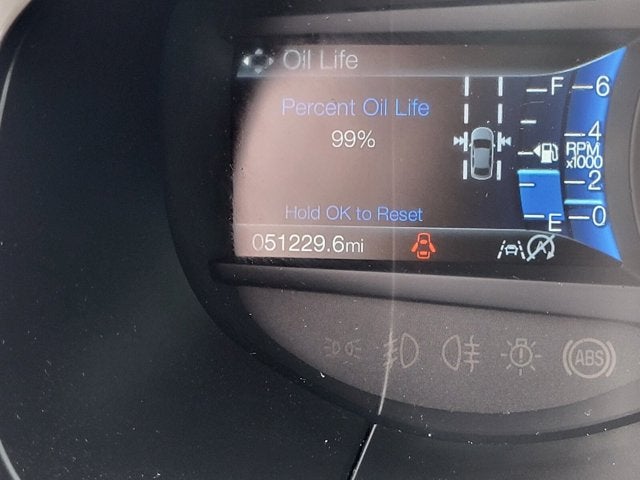 Oil Life
Percent Oil Life
99%
Hold OK to Reset
051229.6mi
F
E
6
4
RPM
x1000
2
0
A
ABS